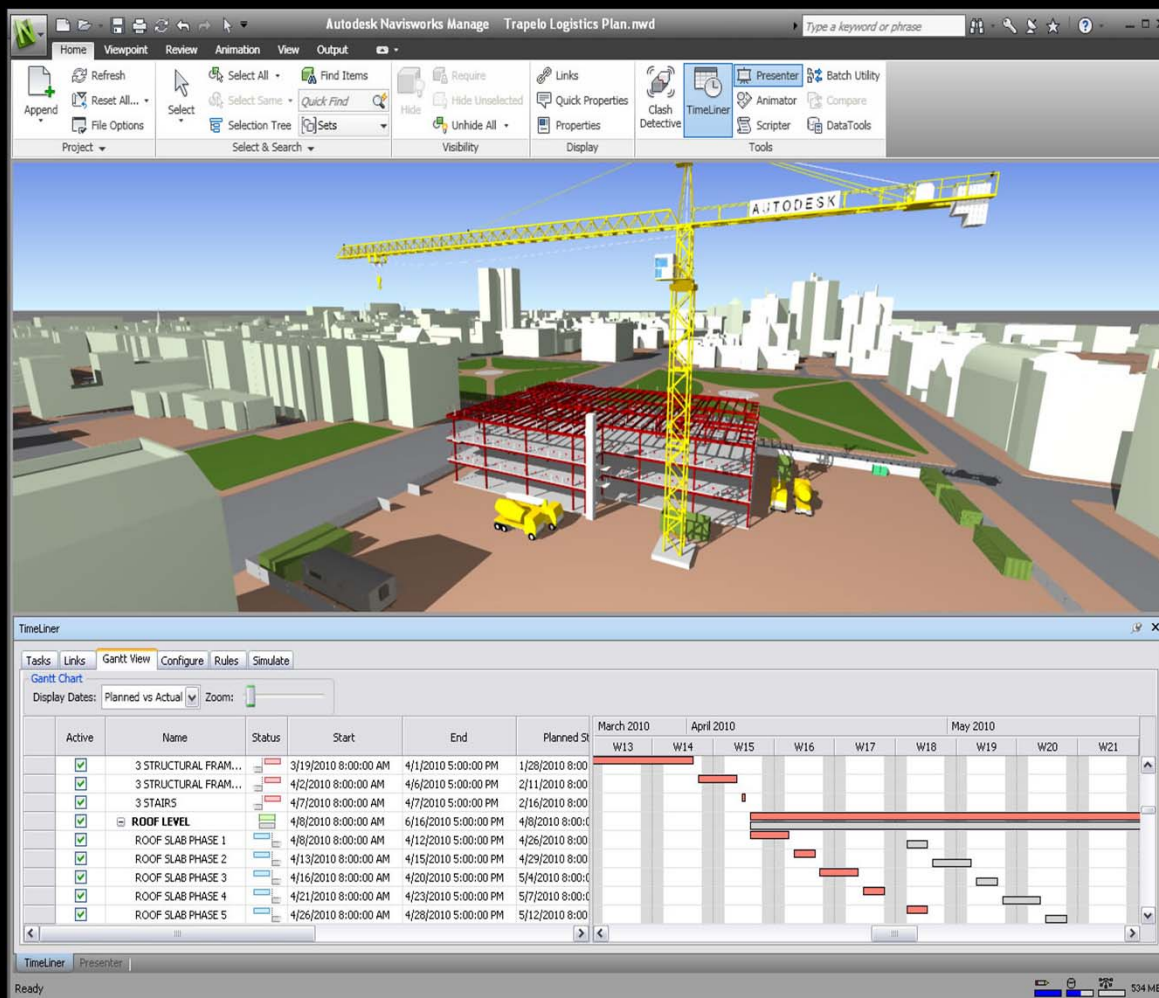 Autodesk Navisworks Manage Trapelo Logistics Plan.nwd
Type a keyword or phrase
Home Viewpoint Review Animation View Output
Append
Refresh
Reset All...
File Options
Project
Select
Select All
Select Same
Selection Tree
Find Items
Quick Find
Sets
Select & Search
Hide
Require
Hide Unselected
Unhide All
Visibility
Links
Quick Properties
Properties
Display
Clash Detective
TimeLiner
Presenter
Animator
Scripter
Batch Utility
Compare
DataTools
Tools
AUTODESK
TimeLiner
Tasks Links Gantt View Configure Rules Simulate
Gantt Chart
Display Dates: Planned vs Actual Zoom:
March 2010 April 2010 May 2010
Active Name Status Start End Planned St
W13 W14 W15 W16 W17 W18 W19 W20 W21
3 STRUCTURAL FRAM... 3/19/2010 8:00:00 AM 4/1/2010 5:00:00 PM 1/28/2010 8:00
3 STRUCTURAL FRAM... 4/2/2010 8:00:00 AM 4/6/2010 5:00:00 PM 2/11/2010 8:00
3 STAIRS 4/7/2010 8:00:00 AM 4/7/2010 5:00:00 PM 2/16/2010 8:00
ROOF LEVEL 4/8/2010 8:00:00 AM 6/16/2010 5:00:00 PM 4/8/2010 8:00:0
ROOF SLAB PHASE 1 4/8/2010 8:00:00 AM 4/12/2010 5:00:00 PM 4/26/2010 8:00
ROOF SLAB PHASE 2 4/13/2010 8:00:00 AM 4/15/2010 5:00:00 PM 4/29/2010 8:00
ROOF SLAB PHASE 3 4/16/2010 8:00:00 AM 4/20/2010 5:00:00 PM 5/4/2010 8:00:0
ROOF SLAB PHASE 4 4/21/2010 8:00:00 AM 4/23/2010 5:00:00 PM 5/7/2010 8:00:0
ROOF SLAB PHASE 5 4/26/2010 8:00:00 AM 4/28/2010 5:00:00 PM 5/12/2010 8:00
TimeLiner Presenter
Ready
534 ME